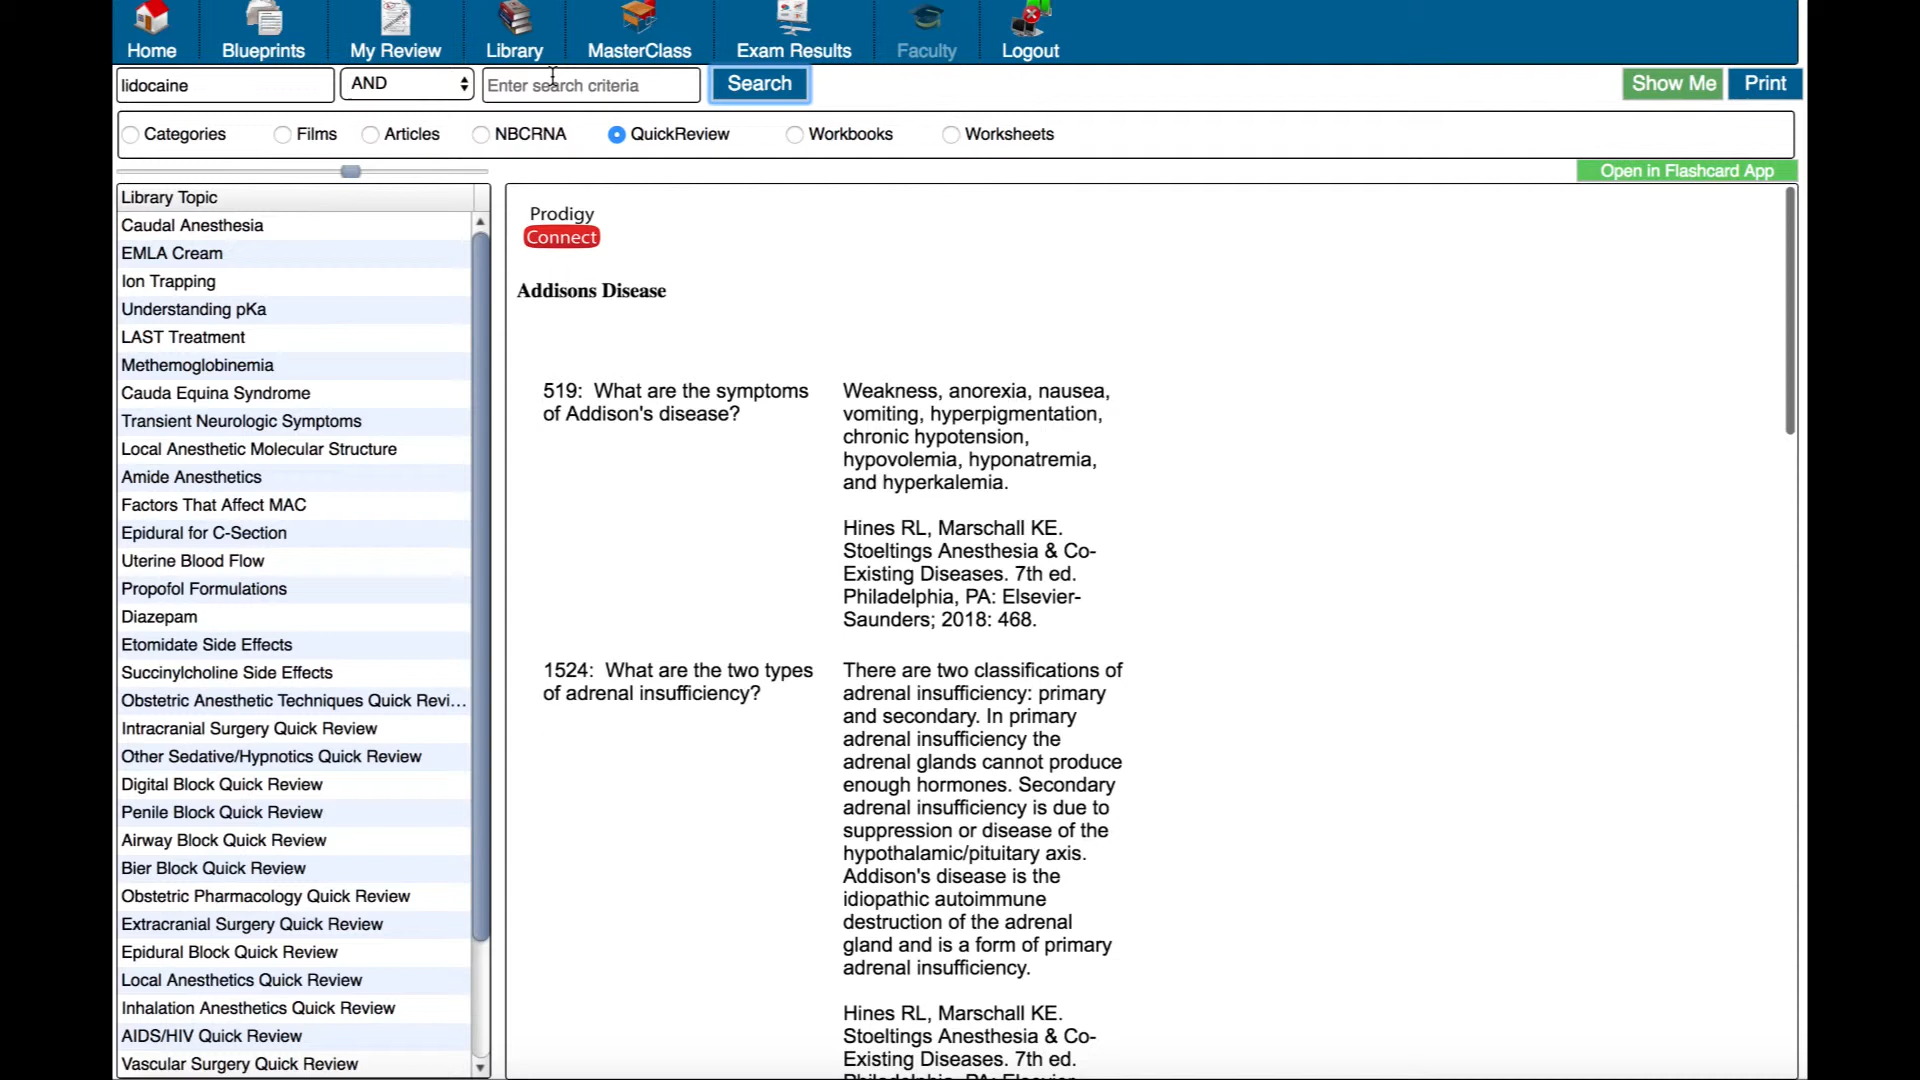 Home
Blueprints
My Review
Library
MasterClass
Exam Results
Faculty
Logout
lidocaine
AND
Enter search criteria
Search
Show Me
Print
Categories
Films
Articles
NBCRNA
QuickReview
Workbooks
Worksheets
Open in Flashcard App
Library Topic
Caudal Anesthesia
EMLA Cream
Ion Trapping
Understanding pKa
LAST Treatment
Methemoglobinemia
Cauda Equina Syndrome
Transient Neurologic Symptoms
Local Anesthetic Molecular Structure
Amide Anesthetics
Factors That Affect MAC
Epidural for C-Section
Uterine Blood Flow
Propofol Formulations
Diazepam
Etomidate Side Effects
Succinylcholine Side Effects
Obstetric Anesthetic Techniques Quick Revi...
Intracranial Surgery Quick Review
Other Sedative/Hypnotics Quick Review
Digital Block Quick Review
Penile Block Quick Review
Airway Block Quick Review
Bier Block Quick Review
Obstetric Pharmacology Quick Review
Extracranial Surgery Quick Review
Epidural Block Quick Review
Local Anesthetics Quick Review
Inhalation Anesthetics Quick Review
AIDS/HIV Quick Review
Vascular Surgery Quick Review
Prodigy
Connect
Addisons Disease
519: What are the symptoms
of Addison's disease?
Weakness, anorexia, nausea,
vomiting, hyperpigmentation,
chronic hypotension,
hypovolemia, hyponatremia,
and hyperkalemia.
Hines RL, Marschall KE.
Stoeltings Anesthesia & Co-
Existing Diseases. 7th ed.
Philadelphia, PA: Elsevier-
Saunders; 2018: 468.
1524: What are the two types
of adrenal insufficiency?
There are two classifications of
adrenal insufficiency: primary
and secondary. In primary
adrenal insufficiency the
adrenal glands cannot produce
enough hormones. Secondary
adrenal insufficiency is due to
suppression or disease of the
hypothalamic/pituitary axis.
Addison's disease is the
idiopathic autoimmune
destruction of the adrenal
gland and is a form of primary
adrenal insufficiency.
Hines RL, Marschall KE.
Stoeltings Anesthesia & Co-
Existing Diseases. 7th ed.
Philadelphia, PA: Elsevier-